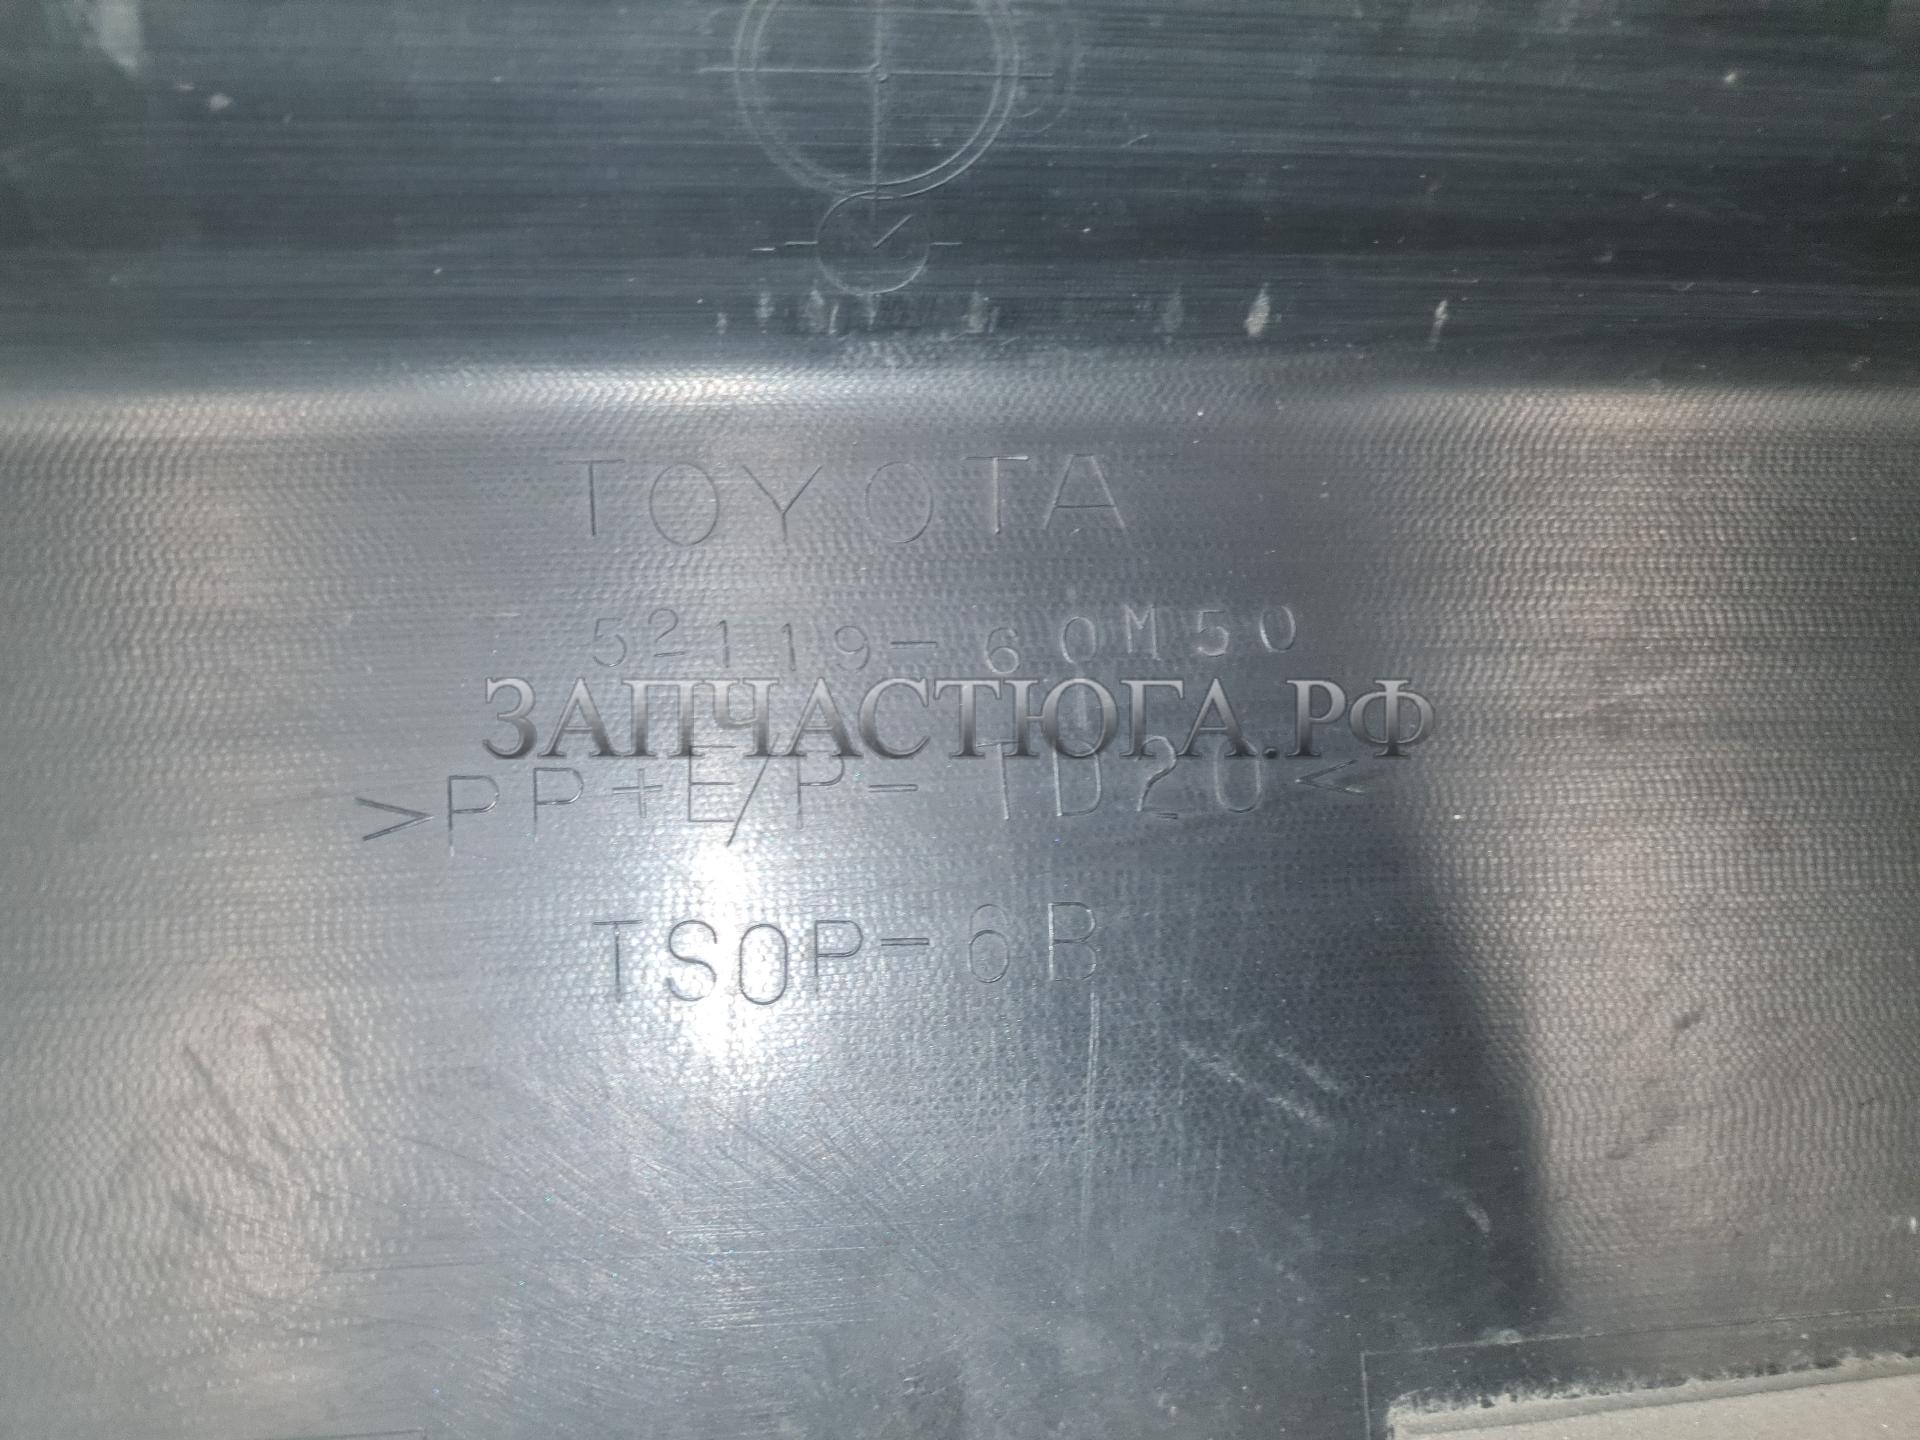 TOYOTA
52119-60M50
ЗАПЧАСТЮГА.РФ
>PP+E/P-TD20<
TSOP-6B